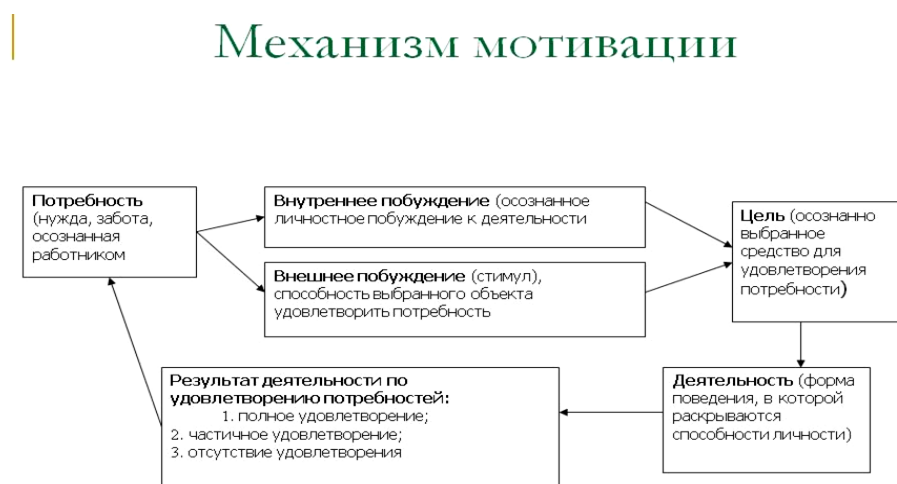 Механизм мотивации
Потребность
(нужда, забота,
осознанная
работником
Внутреннее побуждение (осознанное
личностное побуждение к деятельности
Внешнее побуждение (стимул),
способность выбранного объекта
удовлетворить потребность
Цель (осознанно
выбранное
средство для
удовлетворения
потребности)
Деятельность (форма
поведения, в которой
раскрываются
способности личности)
Результат деятельности по
удовлетворению потребностей:
1. полное удовлетворение;
2. частичное удовлетворение;
3. отсутствие удовлетворения